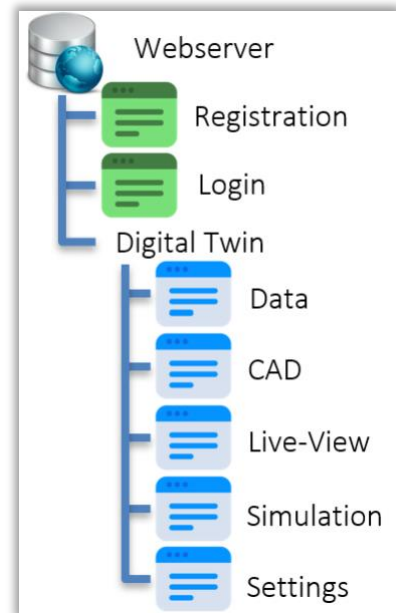 Webserver
Registration
Login
Digital Twin
Data
CAD
Live-View
Simulation
Settings